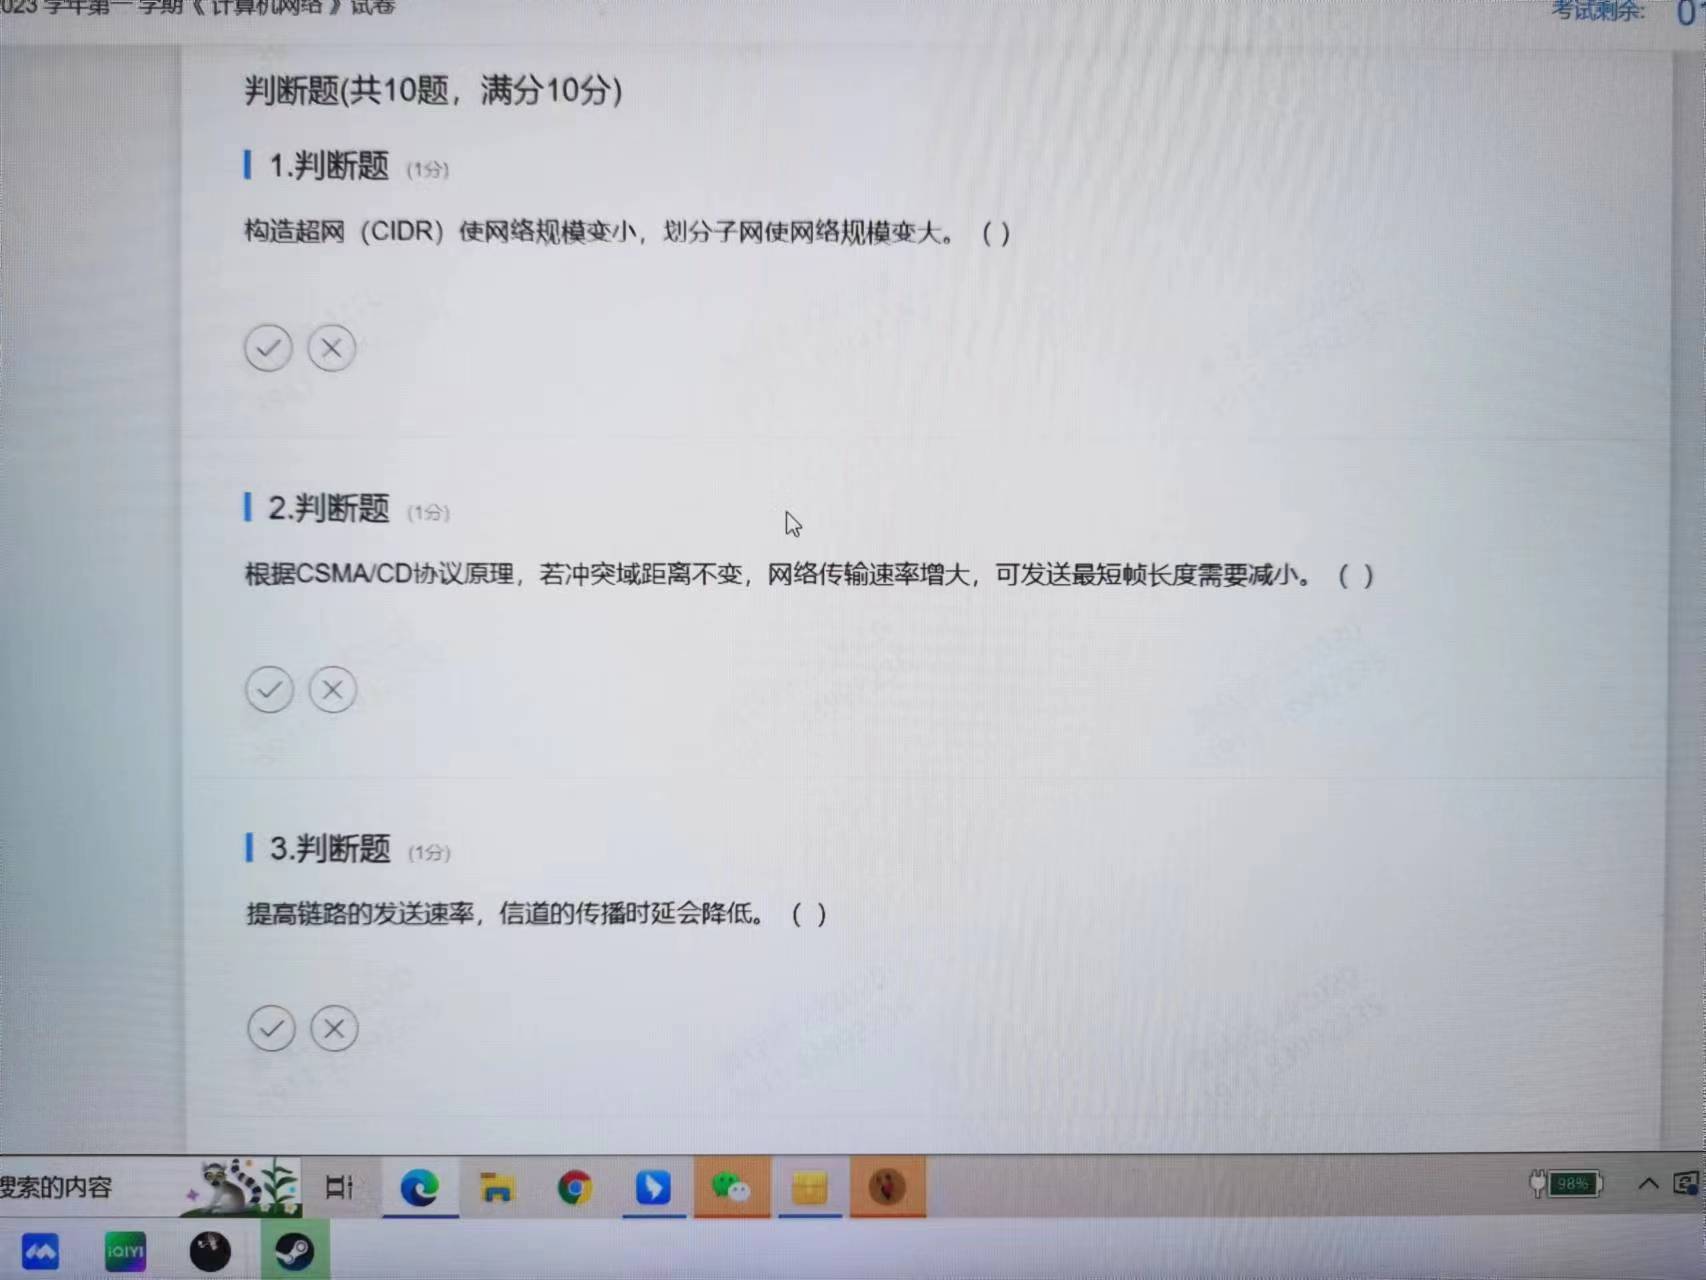 023 学年第一 学期《 计算机网络 》试卷
考试剩余:
判断题(共10题，满分10分)
1.判断题 (1分)
构造超网（CIDR）使网络规模变小，划分子网使网络规模变大。（ ）
2.判断题 (1分)
根据CSMA/CD协议原理，若冲突域距离不变，网络传输速率增大，可发送最短帧长度需要减小。（ ）
3.判断题 (1分)
提高链路的发送速率，信道的传播时延会降低。（ ）
搜索的内容
98%
iQIYI